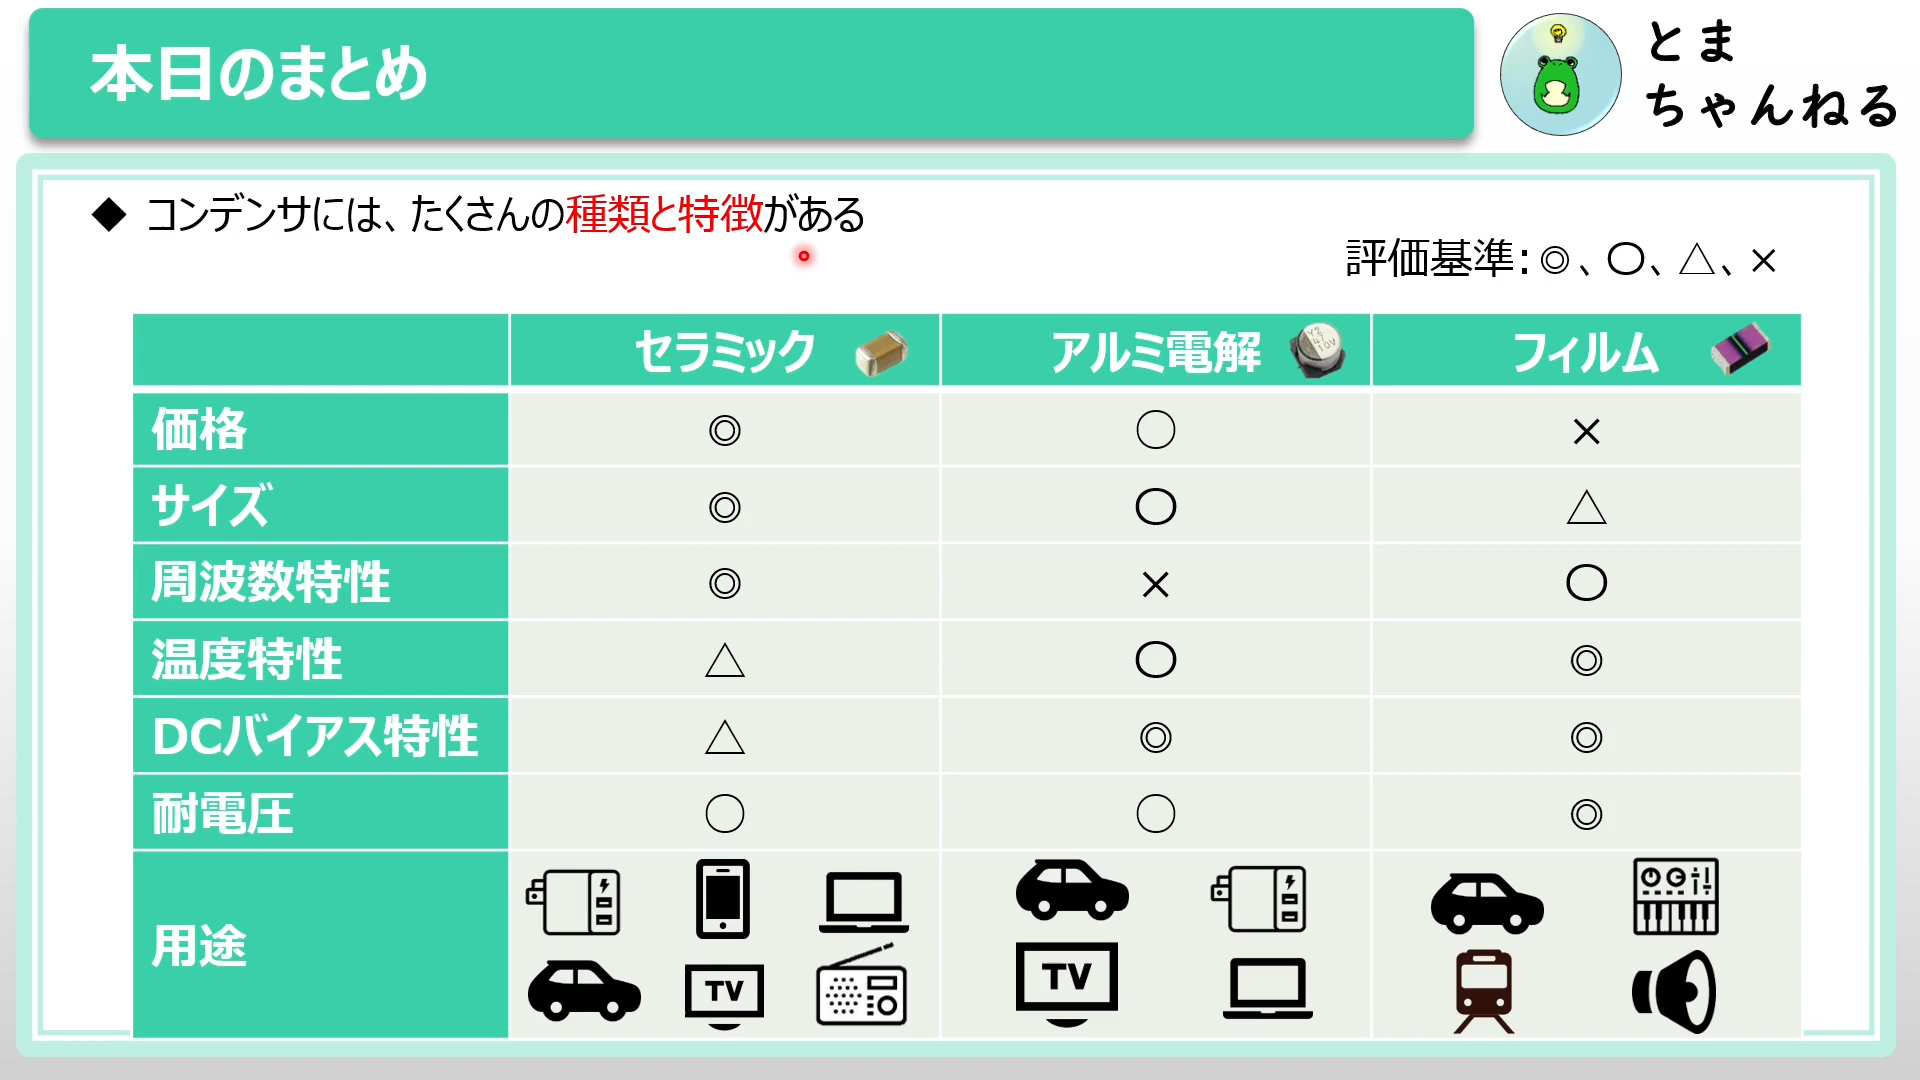 本日のまとめ
とま
ちゃんねる
◆ コンデンサには、たくさんの種類と特徴がある
評価基準：◎、〇、△、×
セラミック アルミ電解 フィルム
価格 ◎ ○ ×
サイズ ◎ 〇 △
周波数特性 ◎ × 〇
温度特性 △ 〇 ◎
DCバイアス特性 △ ◎ ◎
耐電圧 ○ ○ ◎
用途
TV
TV